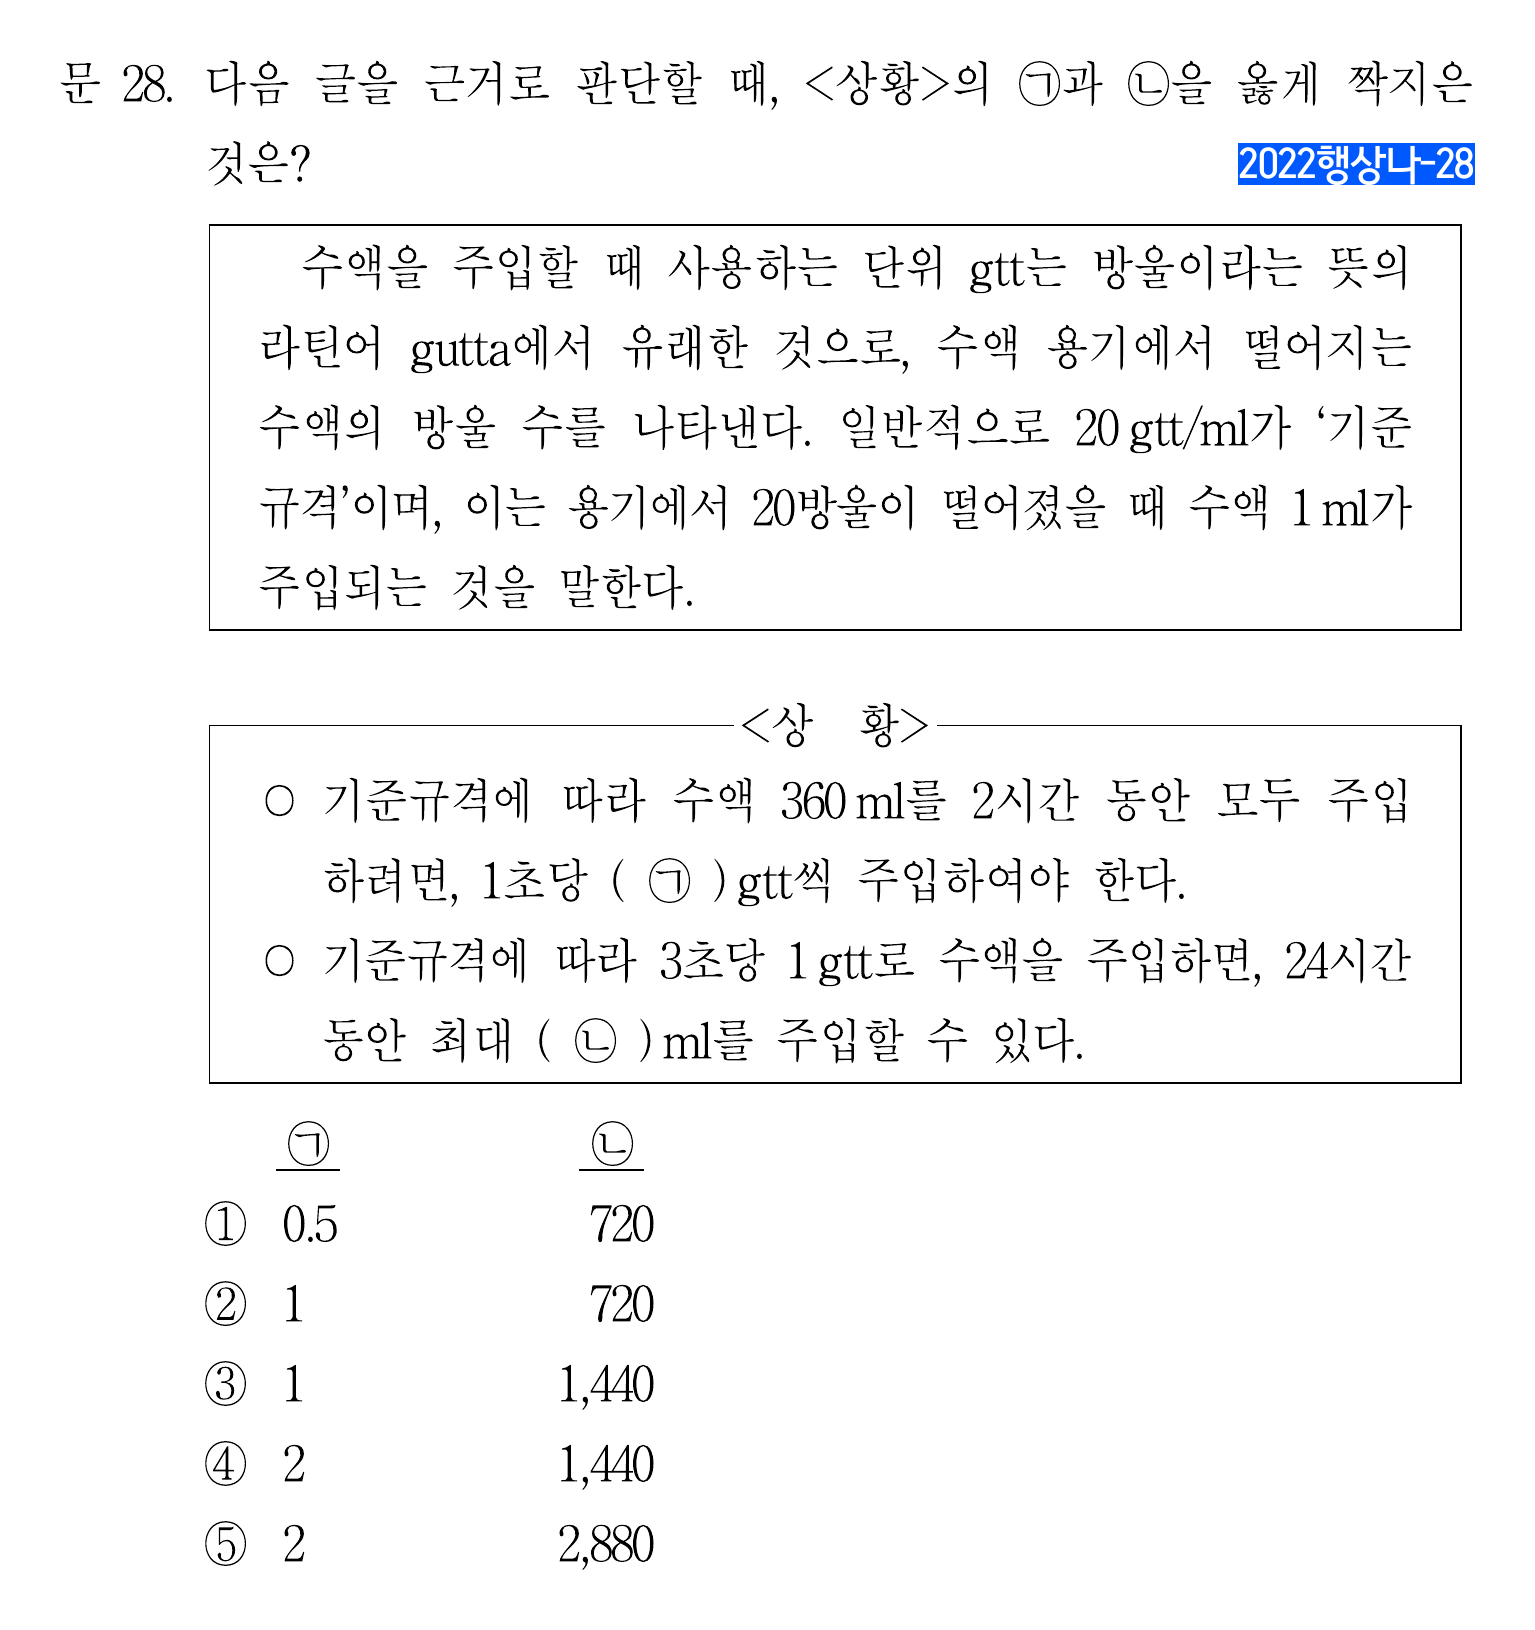 문 28. 다음 글을 근거로 판단할 때, <상황>의 ㉠과 ㉡을 옳게 짝지은
것은?
2022행상나-28
수액을 주입할 때 사용하는 단위 gtt는 방울이라는 뜻의
라틴어 gutta에서 유래한 것으로, 수액 용기에서 떨어지는
수액의 방울 수를 나타낸다. 일반적으로 20 gtt/ml가 ‘기준
규격’이며, 이는 용기에서 20방울이 떨어졌을 때 수액 1 ml가
주입되는 것을 말한다.
<상 황>
○ 기준규격에 따라 수액 360 ml를 2시간 동안 모두 주입
하려면, 1초당 ( ㉠ ) gtt씩 주입하여야 한다.
○ 기준규격에 따라 3초당 1 gtt로 수액을 주입하면, 24시간
동안 최대 ( ㉡ ) ml를 주입할 수 있다.
㉠ ㉡
① 0.5 720
② 1 720
③ 1 1,440
④ 2 1,440
⑤ 2 2,880